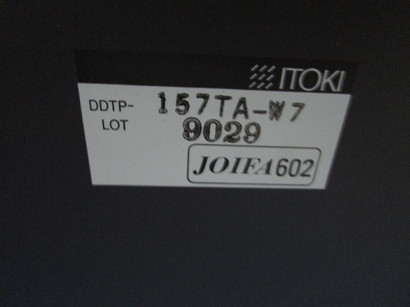 ITOKI
DDTP- 157TA-W7
LOT 9029
JOIFA602